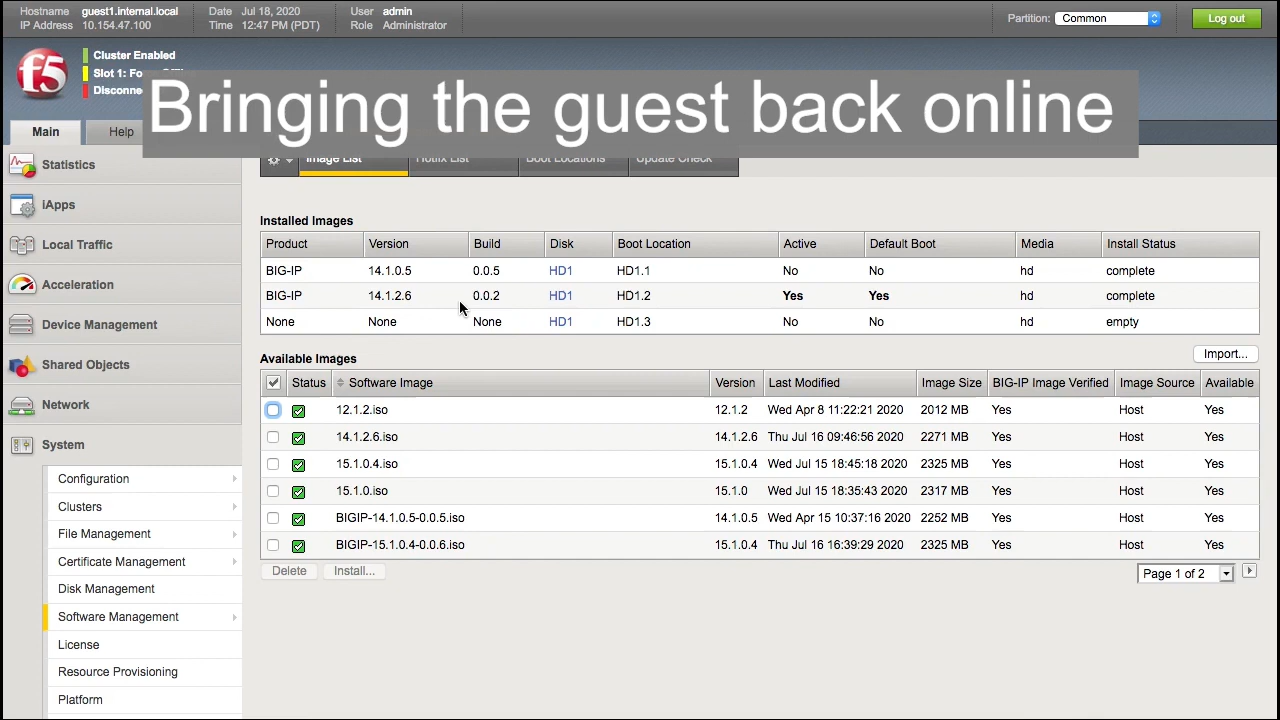 Hostname guest1.internal.local Date Jul 18, 2020 User admin Partition: Common Log out
IP Address 10.154.47.100 Time 12:47 PM (PDT) Role Administrator
f5
Cluster Enabled
Slot 1:
Bringing the guest back online
Main Help
Image List Hotfix List Boot Locations Update Check
Statistics
iApps
Local Traffic
Acceleration
Device Management
Shared Objects
Network
System
Configuration
Clusters
File Management
Certificate Management
Disk Management
Software Management
License
Resource Provisioning
Platform
Installed Images
Product Version Build Disk Boot Location Active Default Boot Media Install Status
BIG-IP 14.1.0.5 0.0.5 HD1 HD1.1 No No hd complete
BIG-IP 14.1.2.6 0.0.2 HD1 HD1.2 Yes Yes hd complete
None None None HD1 HD1.3 No No hd empty
Available Images Import...
Status Software Image Version Last Modified Image Size BIG-IP Image Verified Image Source Available
12.1.2.iso 12.1.2 Wed Apr 8 11:22:21 2020 2012 MB Yes Host Yes
14.1.2.6.iso 14.1.2.6 Thu Jul 16 09:46:56 2020 2271 MB Yes Host Yes
15.1.0.4.iso 15.1.0.4 Wed Jul 15 18:45:18 2020 2325 MB Yes Host Yes
15.1.0.iso 15.1.0 Wed Jul 15 18:35:43 2020 2317 MB Yes Host Yes
BIGIP-14.1.0.5-0.0.5.iso 14.1.0.5 Wed Apr 15 10:37:16 2020 2252 MB Yes Host Yes
BIGIP-15.1.0.4-0.0.6.iso 15.1.0.4 Thu Jul 16 16:39:29 2020 2325 MB Yes Host Yes
Delete Install... Page 1 of 2